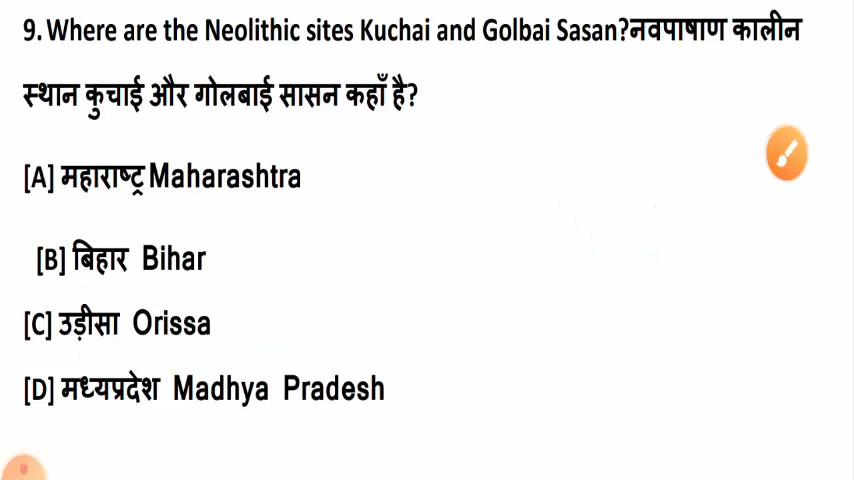 9. Where are the Neolithic sites Kuchai and Golbai Sasan?नवपाषाण कालीन
स्थान कुचाई और गोलबाई सासन कहाँ है?
[A] महाराष्ट्र Maharashtra
[B] बिहार Bihar
[C] उड़ीसा Orissa
[D] मध्यप्रदेश Madhya Pradesh